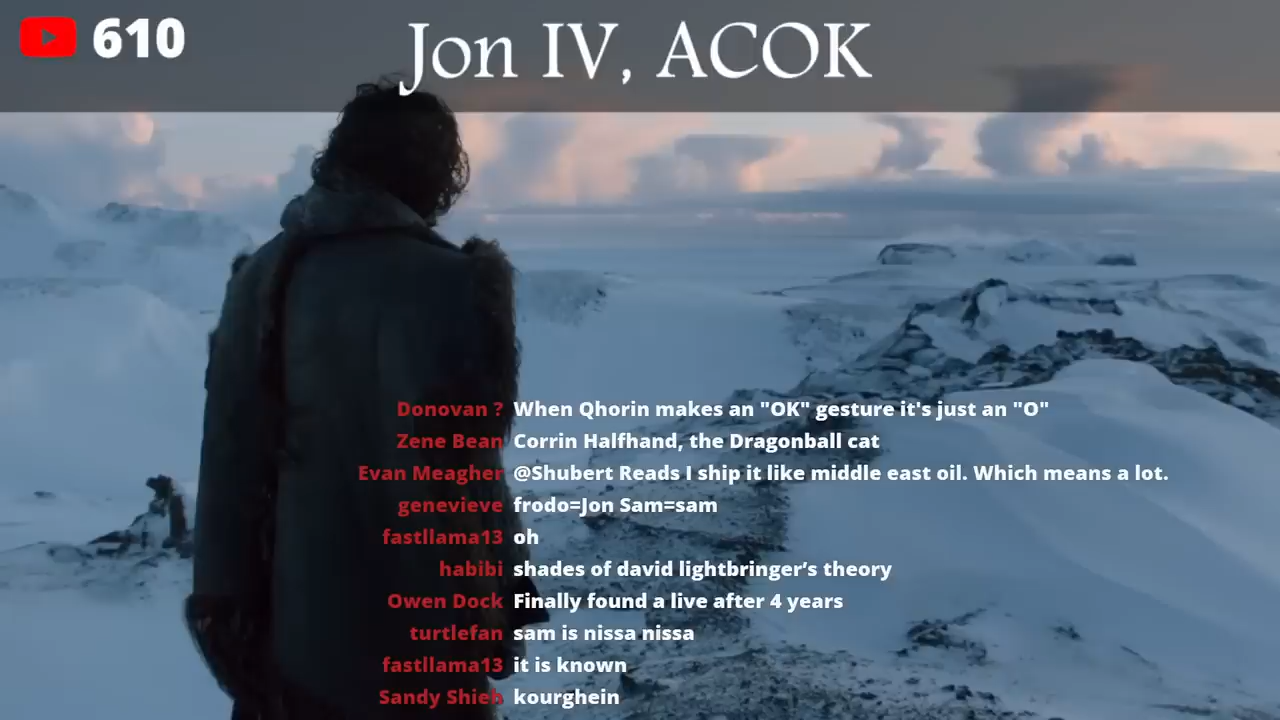 610
Jon IV, ACOK
Donovan ? When Qhorin makes an "OK" gesture it's just an "O"
Zene Bean Corrin Halfhand, the Dragonball cat
Evan Meagher @Shubert Reads I ship it like middle east oil. Which means a lot.
genevieve frodo=Jon Sam=sam
fastllama13 oh
habibi shades of david lightbringer’s theory
Owen Dock Finally found a live after 4 years
turtlefan sam is nissa nissa
fastllama13 it is known
Sandy Shieh kourghein